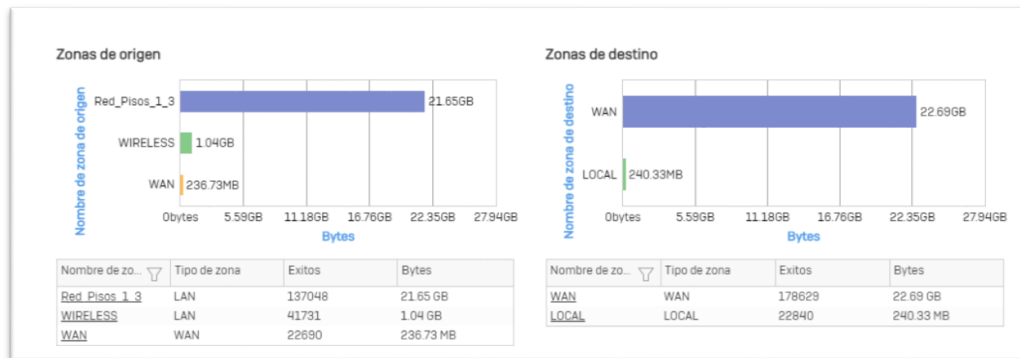 Zonas de origen
Nombre de zona de origen
Red_Pisos_1_3 21.65GB
WIRELESS 1.04GB
WAN 236.73MB
0bytes 5.59GB 11.18GB 16.76GB 22.35GB 27.94GB
Bytes
Nombre de zo... Tipo de zona Exitos Bytes
Red_Pisos_1_3 LAN 137048 21.65 GB
WIRELESS LAN 41731 1.04 GB
WAN WAN 22690 236.73 MB
Zonas de destino
Nombre de zona de destino
WAN 22.69GB
LOCAL 240.33MB
0bytes 5.59GB 11.18GB 16.76GB 22.35GB 27.94GB
Bytes
Nombre de zo... Tipo de zona Exitos Bytes
WAN WAN 178629 22.69 GB
LOCAL LOCAL 22840 240.33 MB